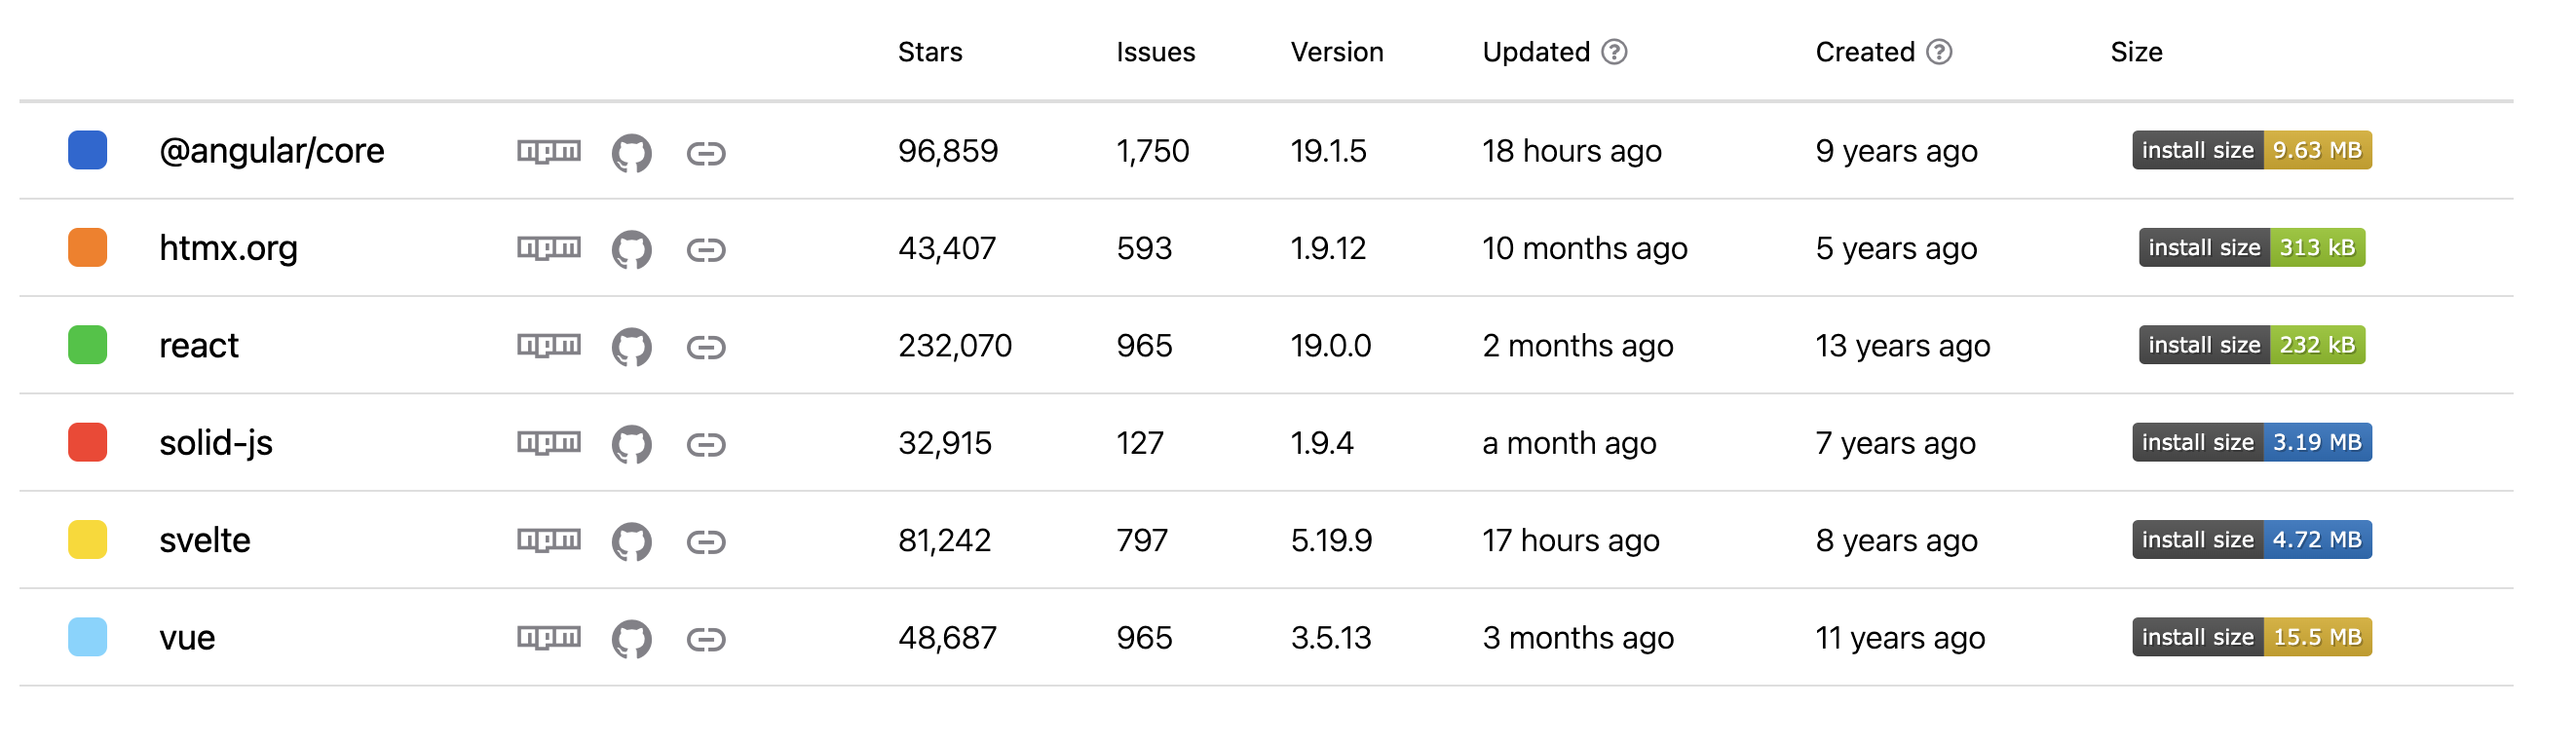 Stars Issues Version Updated ? Created ? Size
@angular/core npm 96,859 1,750 19.1.5 18 hours ago 9 years ago install size 9.63 MB
htmx.org npm 43,407 593 1.9.12 10 months ago 5 years ago install size 313 kB
react npm 232,070 965 19.0.0 2 months ago 13 years ago install size 232 kB
solid-js npm 32,915 127 1.9.4 a month ago 7 years ago install size 3.19 MB
svelte npm 81,242 797 5.19.9 17 hours ago 8 years ago install size 4.72 MB
vue npm 48,687 965 3.5.13 3 months ago 11 years ago install size 15.5 MB